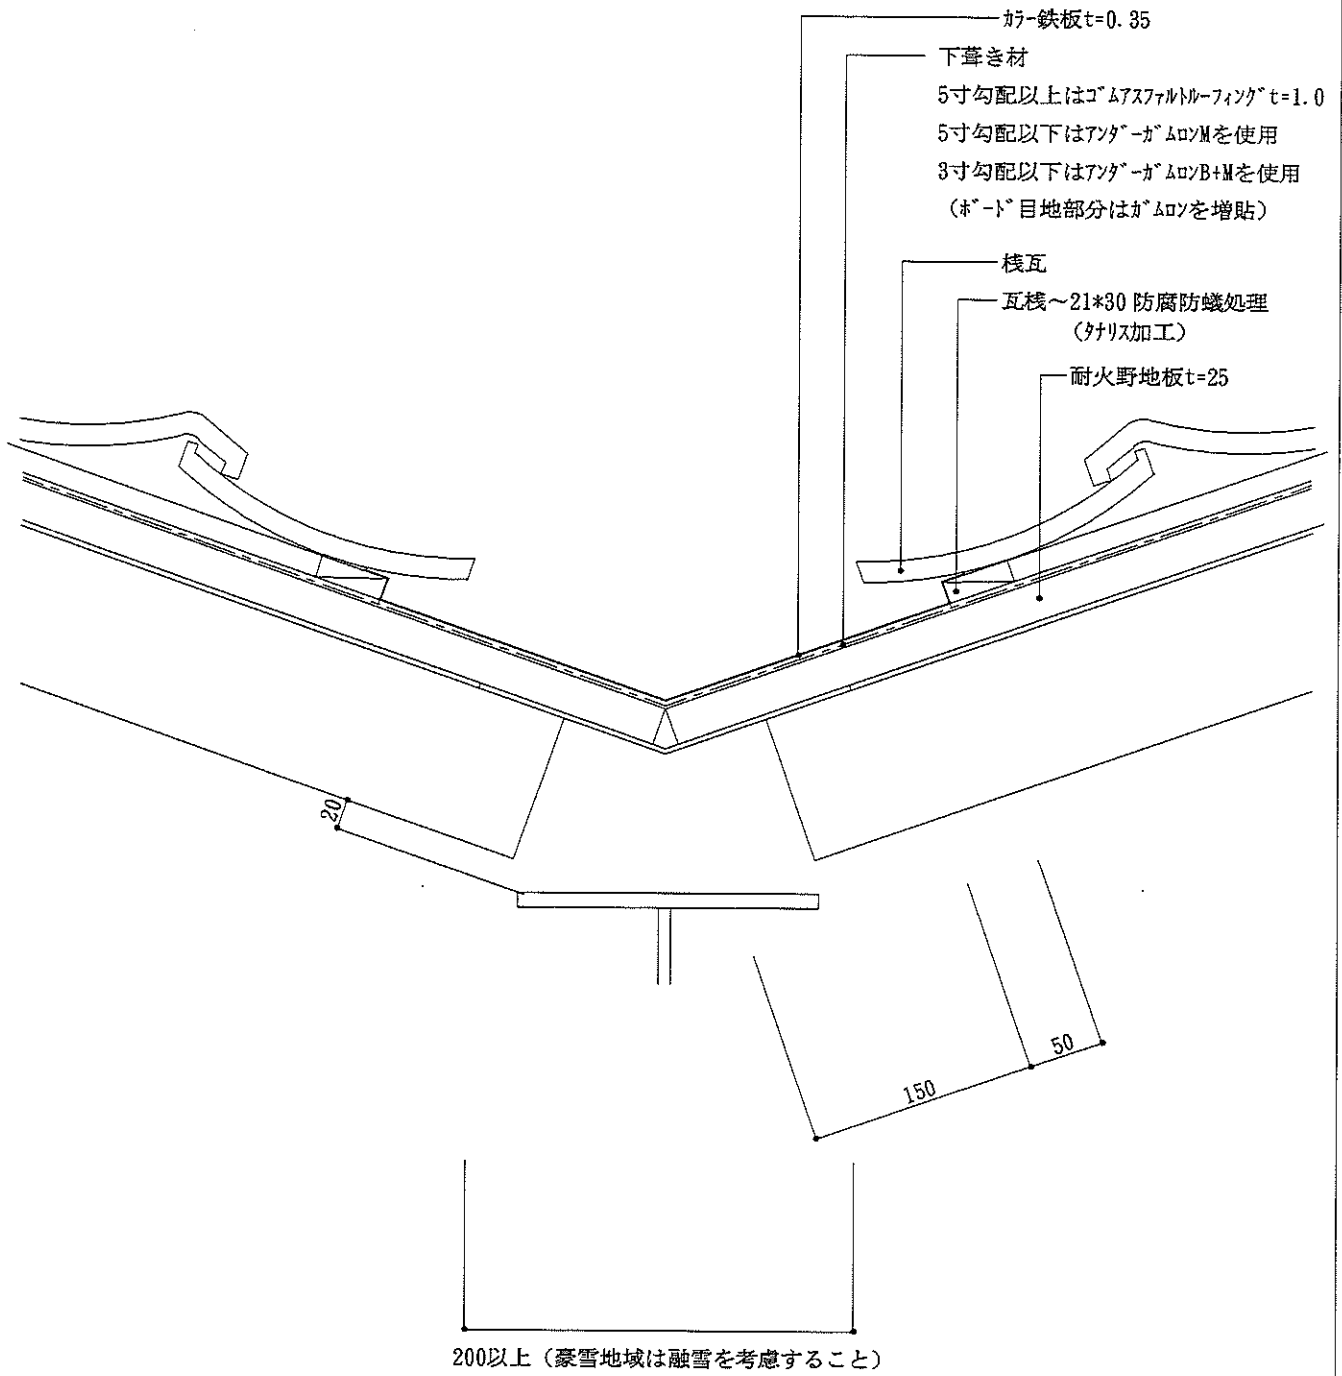 ｶﾗｰ鉄板t=0.35
下葺き材
5寸勾配以上はｺﾞﾑｱｽﾌｧﾙﾄﾙｰﾌｨﾝｸﾞt=1.0
5寸勾配以下はｱﾝﾀﾞｰｶﾞﾑﾛﾝMを使用
3寸勾配以下はｱﾝﾀﾞｰｶﾞﾑﾛﾝB+Mを使用
（ﾎﾞｰﾄﾞ目地部分はｶﾞﾑﾛﾝを増貼）
桟瓦
瓦桟～21*30 防腐防蟻処理
（ﾀﾅﾘｽ加工）
耐火野地板t=25
20
50
150
200以上（豪雪地域は融雪を考慮すること）